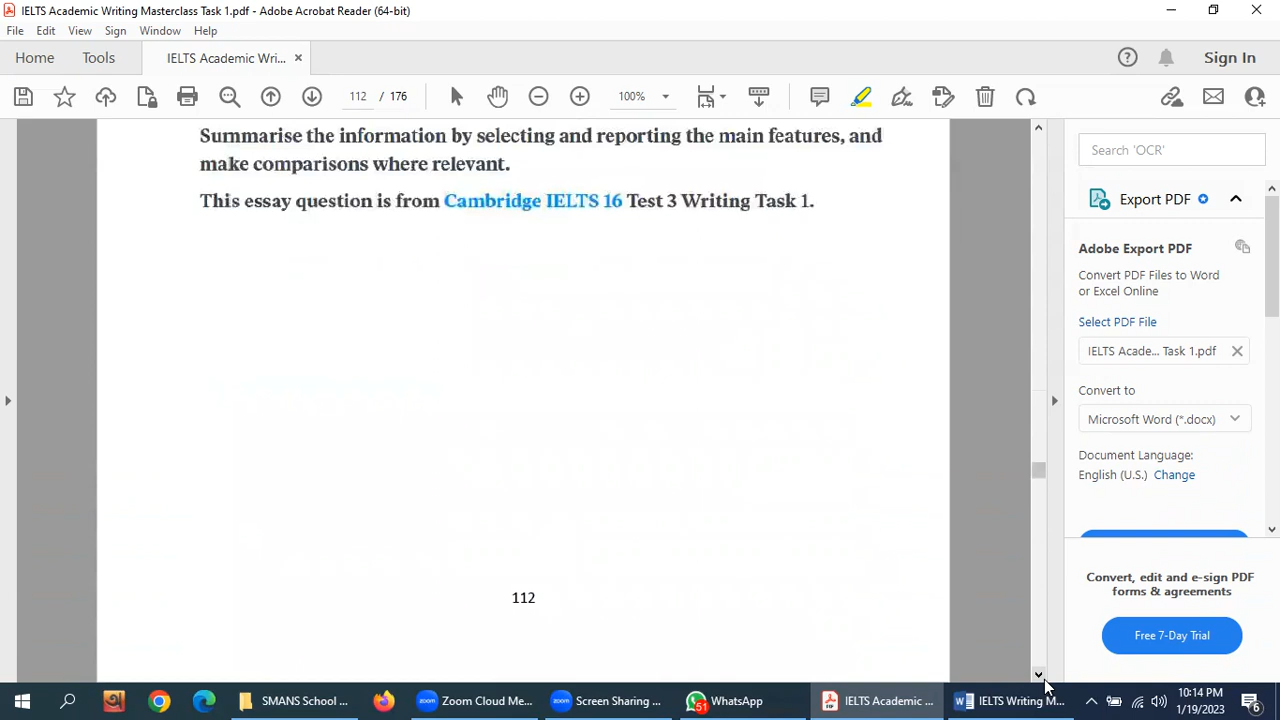 IELTS Academic Writing Masterclass Task 1.pdf - Adobe Acrobat Reader (64-bit)
File Edit View Sign Window Help
Home Tools IELTS Academic Wri... × Sign In
112 / 176 100%
Summarise the information by selecting and reporting the main features, and
make comparisons where relevant.
This essay question is from Cambridge IELTS 16 Test 3 Writing Task 1.
112
Search 'OCR'
Export PDF
Adobe Export PDF
Convert PDF Files to Word
or Excel Online
Select PDF File
IELTS Acade... Task 1.pdf
Convert to
Microsoft Word (*.docx)
Document Language:
English (U.S.) Change
Convert, edit and e-sign PDF
forms & agreements
Free 7-Day Trial
SMANS School ... Zoom Cloud Me... Screen Sharing ... 51 WhatsApp IELTS Academic ... IELTS Writing M... 10:14 PM
1/19/2023 6